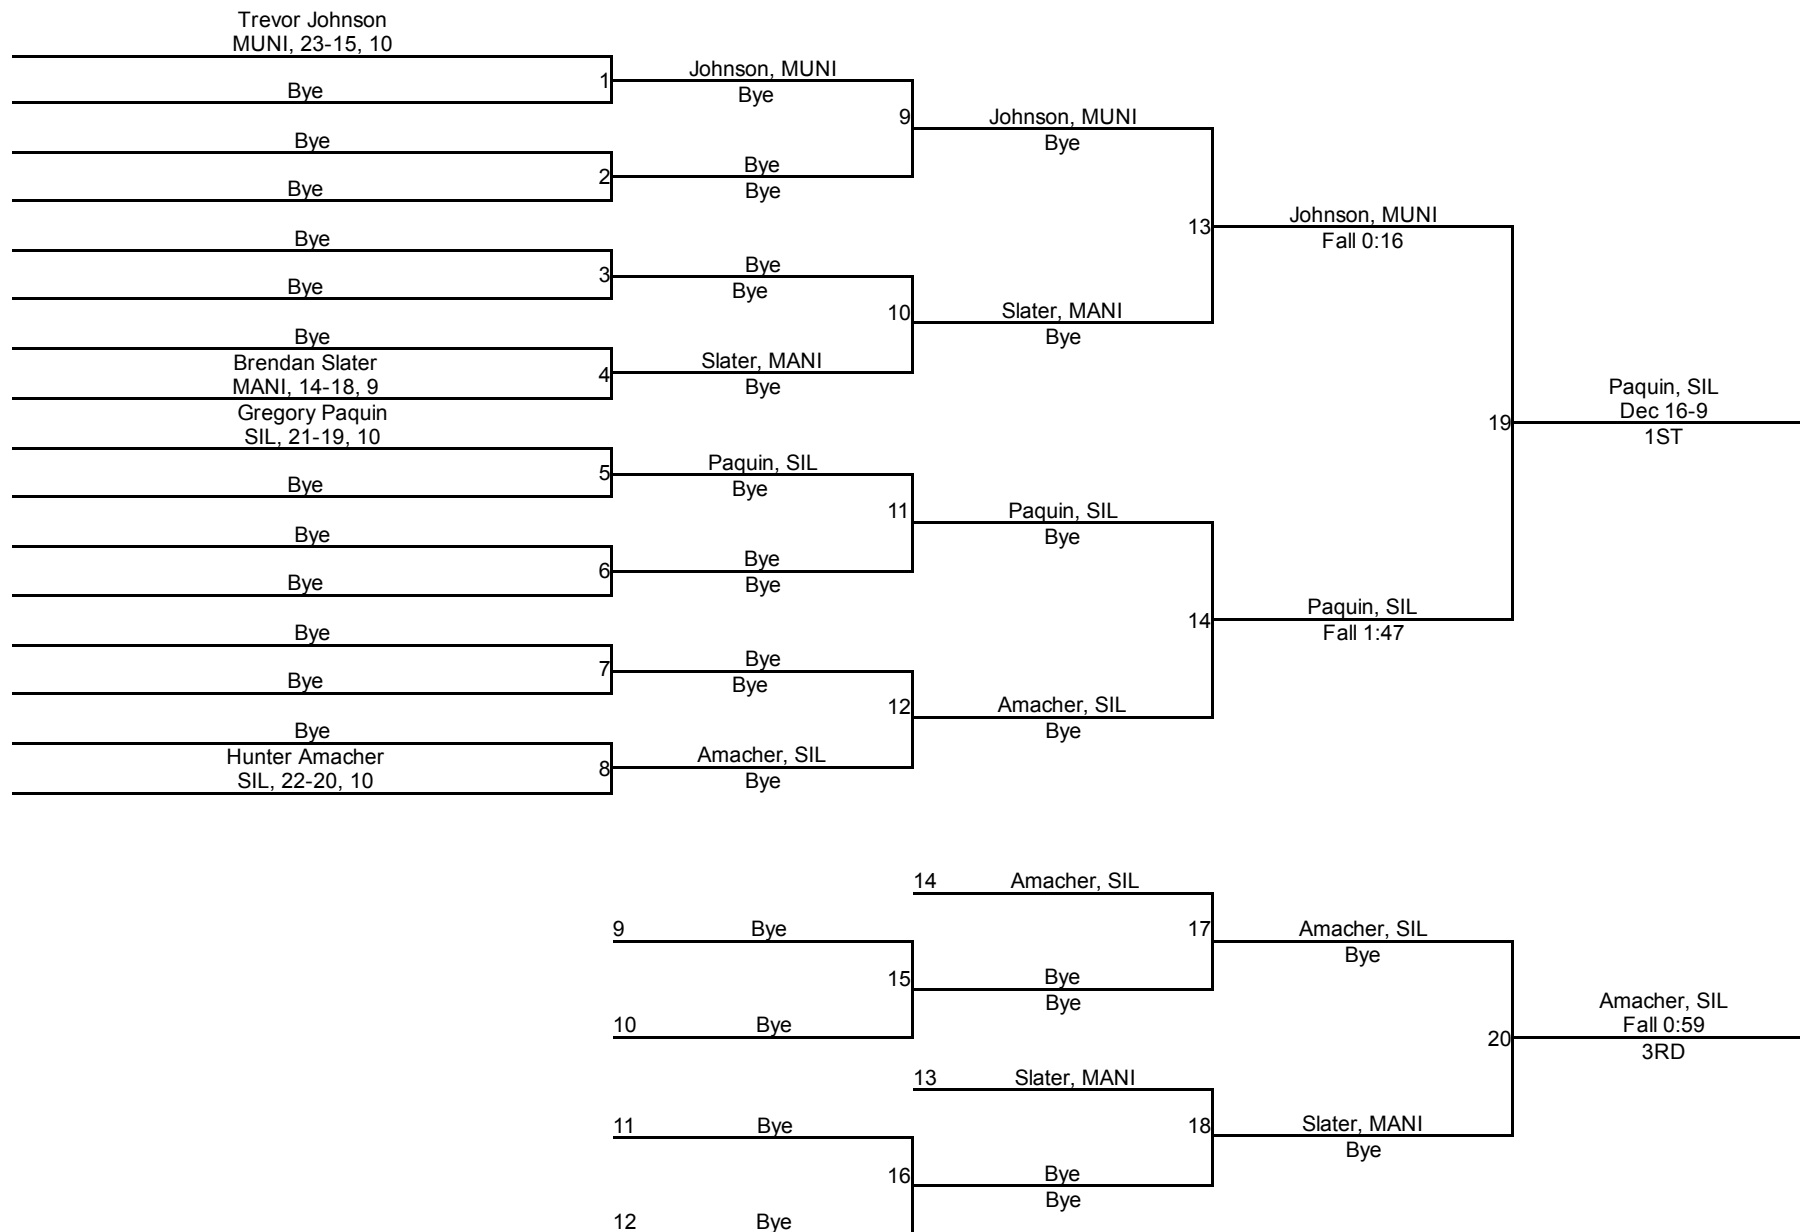 Trevor Johnson
MUNI, 23-15, 10
1
Johnson, MUNI
Bye
Bye
9
Johnson, MUNI
Bye
Bye
2
Bye
Bye
Bye
13
Johnson, MUNI
Fall 0:16
Bye
3
Bye
Bye
Bye
10
Slater, MANI
Bye
Bye
Brendan Slater
MANI, 14-18, 9
4
Slater, MANI
Bye
19
Paquin, SIL
Dec 16-9
1ST
Gregory Paquin
SIL, 21-19, 10
5
Paquin, SIL
Bye
Bye
11
Paquin, SIL
Bye
Bye
6
Bye
Bye
Bye
14
Paquin, SIL
Fall 1:47
Bye
7
Bye
Bye
Bye
12
Amacher, SIL
Bye
Bye
Hunter Amacher
SIL, 22-20, 10
8
Amacher, SIL
Bye
14
Amacher, SIL
9
Bye
17
Amacher, SIL
Bye
15
Bye
Bye
10
Bye
20
Amacher, SIL
Fall 0:59
3RD
13
Slater, MANI
11
Bye
18
Slater, MANI
Bye
16
Bye
Bye
12
Bye